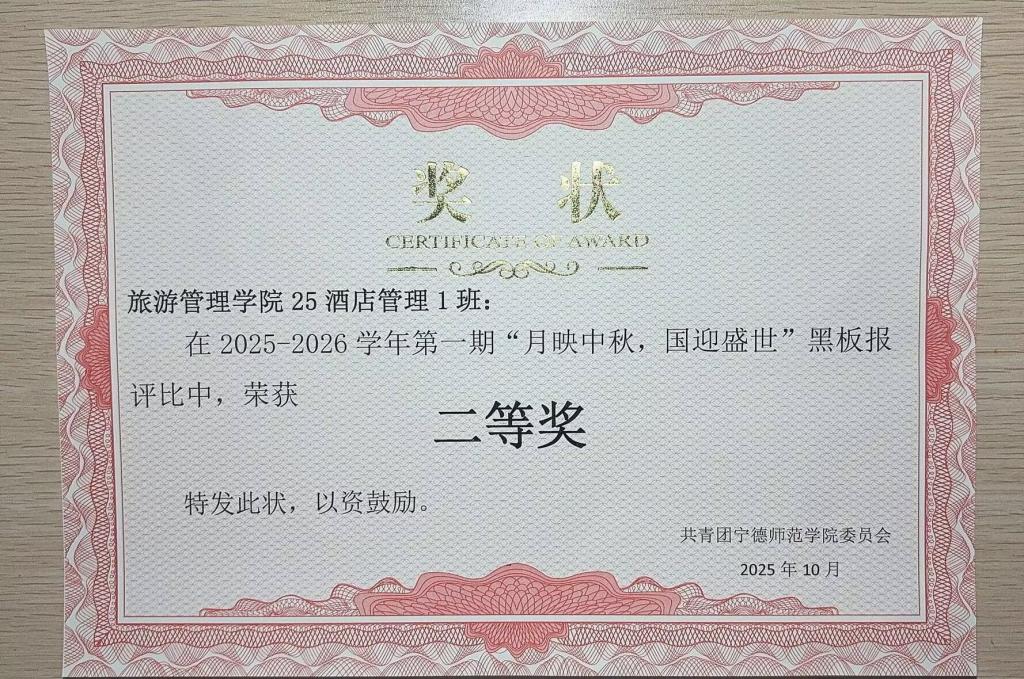 奖 状
CERTIFICATE OF AWARD
旅游管理学院 25 酒店管理 1 班：
在 2025-2026 学年第一期“月映中秋，国迎盛世”黑板报
评比中，荣获
二等奖
特发此状，以资鼓励。
共青团宁德师范学院委员会
2025 年 10 月